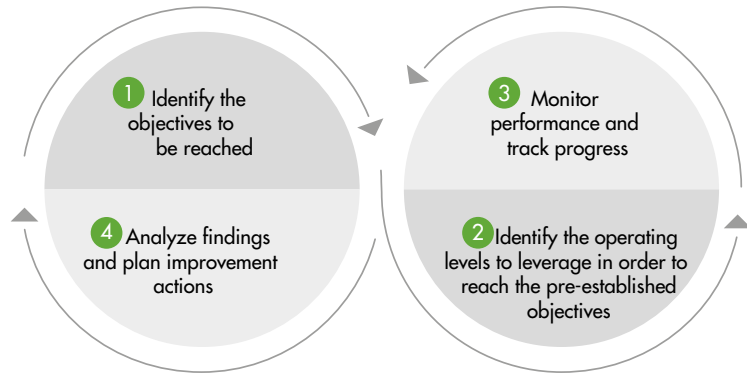 1 Identify the
objectives to
be reached
3 Monitor
performance and
track progress
4 Analyze findings
and plan improvement
actions
2 Identify the operating
levels to leverage in order to
reach the pre-established
objectives